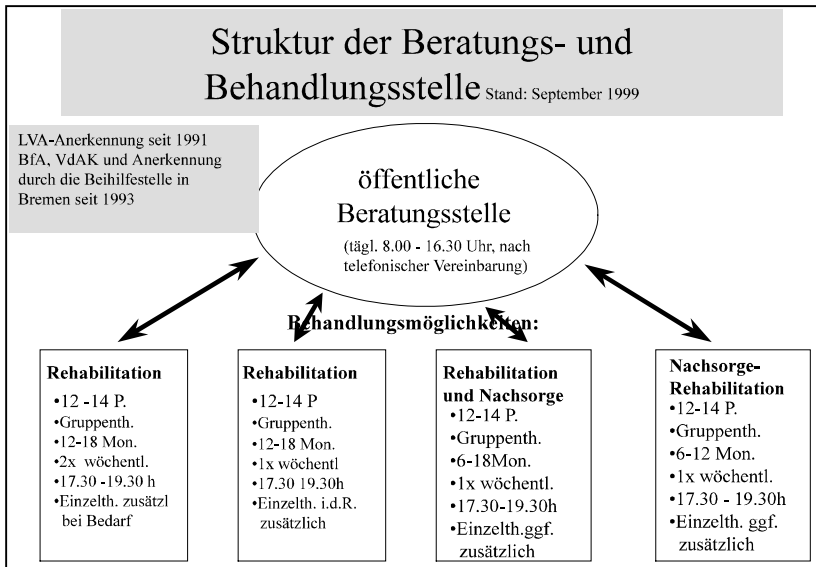 Struktur der Beratungs- und
Behandlungsstelle Stand: September 1999
LVA-Anerkennung seit 1991
BfA, VdAK und Anerkennung
durch die Beihilfestelle in
Bremen seit 1993
öffentliche
Beratungsstelle
(tägl. 8.00 - 16.30 Uhr, nach
telefonischer Vereinbarung)
Behandlungsmöglichkeiten:
Rehabilitation
•12 -14 P.
•Gruppenth.
•12-18 Mon.
•2x wöchentl.
•17.30 -19.30 h
•Einzelth. zusätzl
bei Bedarf
Rehabilitation
•12-14 P
•Gruppenth.
•12-18 Mon.
•1x wöchentl
•17.30 19.30h
•Einzelth. i.d.R.
zusätzlich
Rehabilitation
und Nachsorge
•12-14 P.
•Gruppenth.
•6-18Mon.
•1x wöchentl.
•17.30-19.30h
•Einzelth.ggf.
zusätzlich
Nachsorge-
Rehabilitation
•12-14 P.
•Gruppenth.
•6-12 Mon.
•1x wöchentl.
•17.30 - 19.30h
•Einzelth. ggf.
zusätzlich